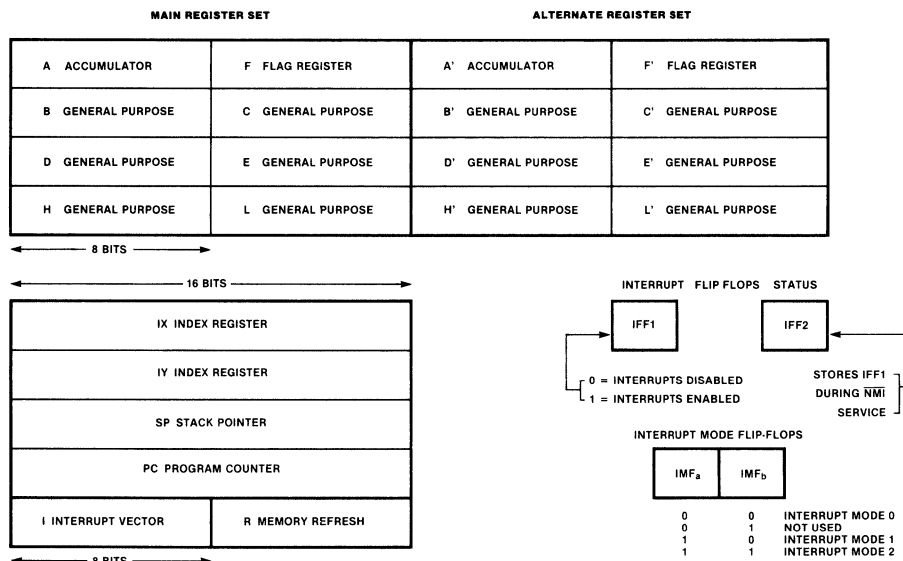 MAIN REGISTER SET    ALTERNATE REGISTER SET
A ACCUMULATOR    F FLAG REGISTER    A' ACCUMULATOR    F' FLAG REGISTER
B GENERAL PURPOSE    C GENERAL PURPOSE    B' GENERAL PURPOSE    C' GENERAL PURPOSE
D GENERAL PURPOSE    E GENERAL PURPOSE    D' GENERAL PURPOSE    E' GENERAL PURPOSE
H GENERAL PURPOSE    L GENERAL PURPOSE    H' GENERAL PURPOSE    L' GENERAL PURPOSE
8 BITS
16 BITS
IX INDEX REGISTER
IY INDEX REGISTER
SP STACK POINTER
PC PROGRAM COUNTER
I INTERRUPT VECTOR    R MEMORY REFRESH
8 BITS
INTERRUPT FLIP FLOPS STATUS
IFF1    IFF2
0 = INTERRUPTS DISABLED
1 = INTERRUPTS ENABLED
STORES IFF1
DURING N̅M̅I̅
SERVICE
INTERRUPT MODE FLIP-FLOPS
IMFa    IMFb
0 0 INTERRUPT MODE 0
0 1 NOT USED
1 0 INTERRUPT MODE 1
1 1 INTERRUPT MODE 2